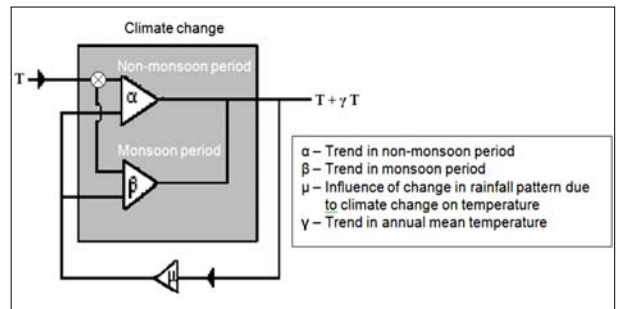 Climate change
Non-monsoon period
T
α
T + γ T
Monsoon period
β
μ
α – Trend in non-monsoon period
β – Trend in monsoon period
μ – Influence of change in rainfall pattern due
to climate change on temperature
γ – Trend in annual mean temperature